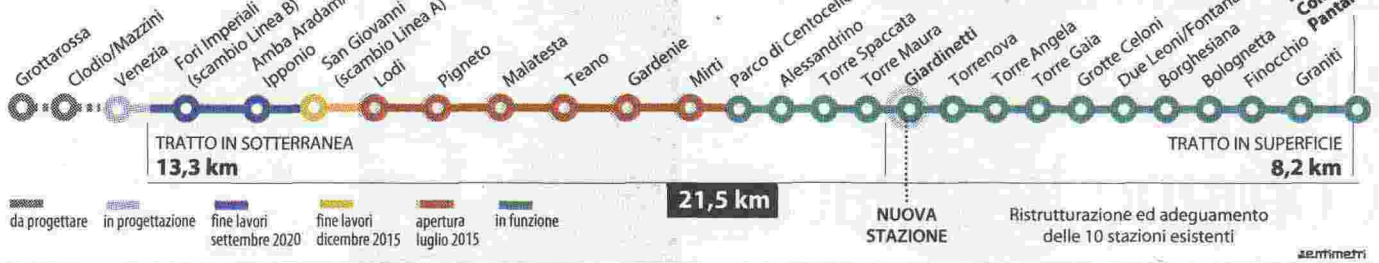 Grottarossa
Clodio/Mazzini
Venezia
Fori Imperiali
(scambio Linea B)
Amba Aradam/
Ipponio
San Giovanni
(scambio Linea A)
Lodi
Pigneto
Malatesta
Teano
Gardenie
Mirti
Parco di Centocelle
Alessandrino
Torre Spaccata
Torre Maura
Giardinetti
Torrenova
Torre Angela
Torre Gaia
Grotte Celoni
Due Leoni/Fontana
Borghesiana
Bolognetta
Finocchio
Graniti
TRATTO IN SOTTERRANEA
13,3 km
TRATTO IN SUPERFICIE
8,2 km
21,5 km
da progettare
in progettazione
fine lavori
settembre 2020
fine lavori
dicembre 2015
apertura
luglio 2015
in funzione
NUOVA
STAZIONE
Ristrutturazione ed adeguamento
delle 10 stazioni esistenti
centimetri